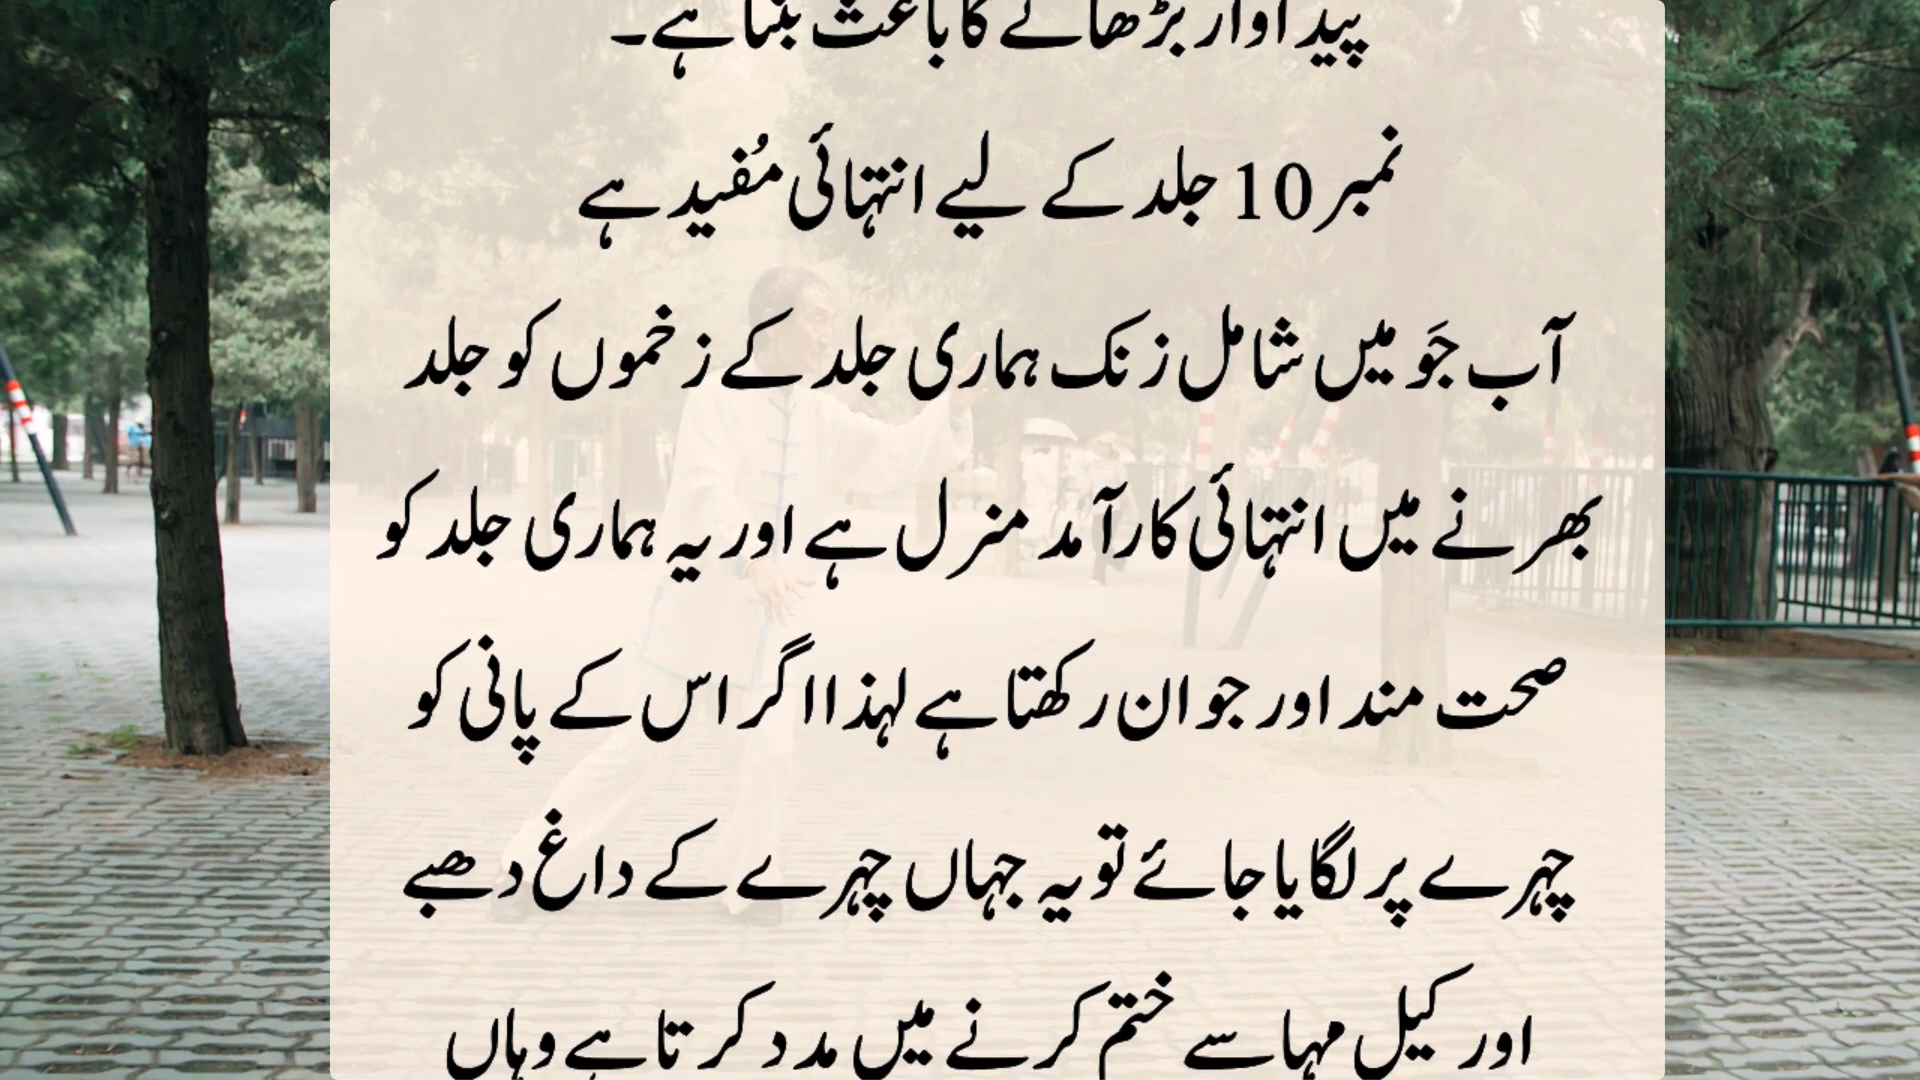 پیداوار بڑھانے کا باعث بنتا ہے۔
نمبر 10 جلد کے لیے انتہائی مُفید ہے
آب جَو میں شامل زنک ہماری جلد کے زخموں کو جلد
بھرنے میں انتہائی کارآمد منرل ہے اور یہ ہماری جلد کو
صحت مند اور جوان رکھتا ہے لہذا اگر اس کے پانی کو
چہرے پر لگایا جائے تو یہ جہاں چہرے کے داغ دھبے
اور کیل مہاسے ختم کرنے میں مدد کرتا ہے وہاں